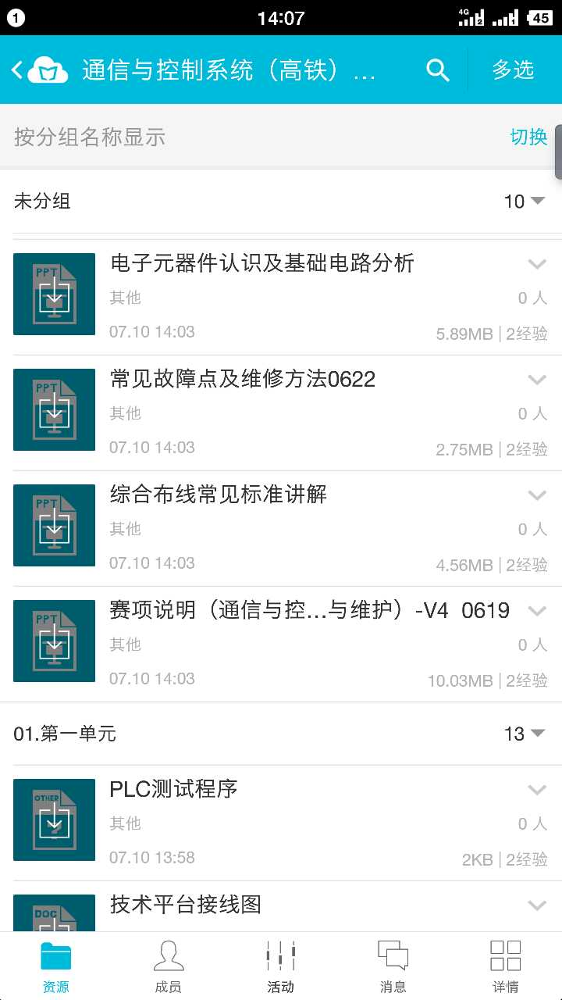 1 14:07 4G 2 1 45
通信与控制系统（高铁）... 多选
按分组名称显示 切换
未分组 10
PPT 电子元器件认识及基础电路分析
其他 0 人
07.10 14:03 5.89MB | 2经验
PPT 常见故障点及维修方法0622
其他 0 人
07.10 14:03 2.75MB | 2经验
PPT 综合布线常见标准讲解
其他 0 人
07.10 14:03 4.56MB | 2经验
PPT 赛项说明（通信与控...与维护）-V4 0619
其他 0 人
07.10 14:03 10.03MB | 2经验
01.第一单元 13
OTHER PLC测试程序
? 其他 0 人
07.10 13:58 2KB | 2经验
DOC 技术平台接线图
资源 成员 活动 消息 详情